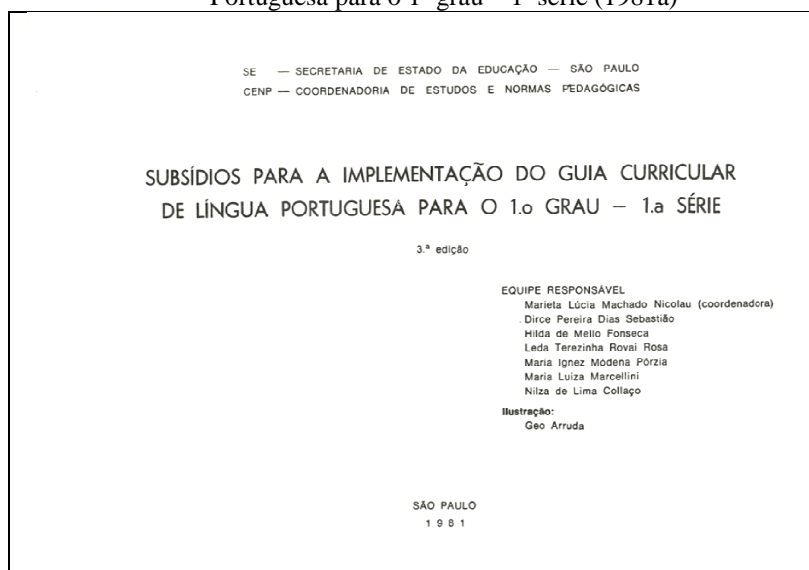 Portuguesa para o 1º grau – 1ª série (1981a)
SE — SECRETARIA DE ESTADO DA EDUCAÇÃO — SÃO PAULO
CENP — COORDENADORIA DE ESTUDOS E NORMAS PEDAGÓGICAS
SUBSÍDIOS PARA A IMPLEMENTAÇÃO DO GUIA CURRICULAR
DE LÍNGUA PORTUGUESA PARA O 1.o GRAU — 1.a SÉRIE
3.ª edição
EQUIPE RESPONSÁVEL
Marieta Lúcia Machado Nicolau (coordenadora)
Dirce Pereira Dias Sebastião
Hilda de Mello Fonseca
Leda Terezinha Rovai Rosa
Maria Ignez Módena Pórzia
Maria Luiza Marcellini
Nilza de Lima Collaço
Ilustração:
Geo Arruda
SÃO PAULO
1 9 8 1